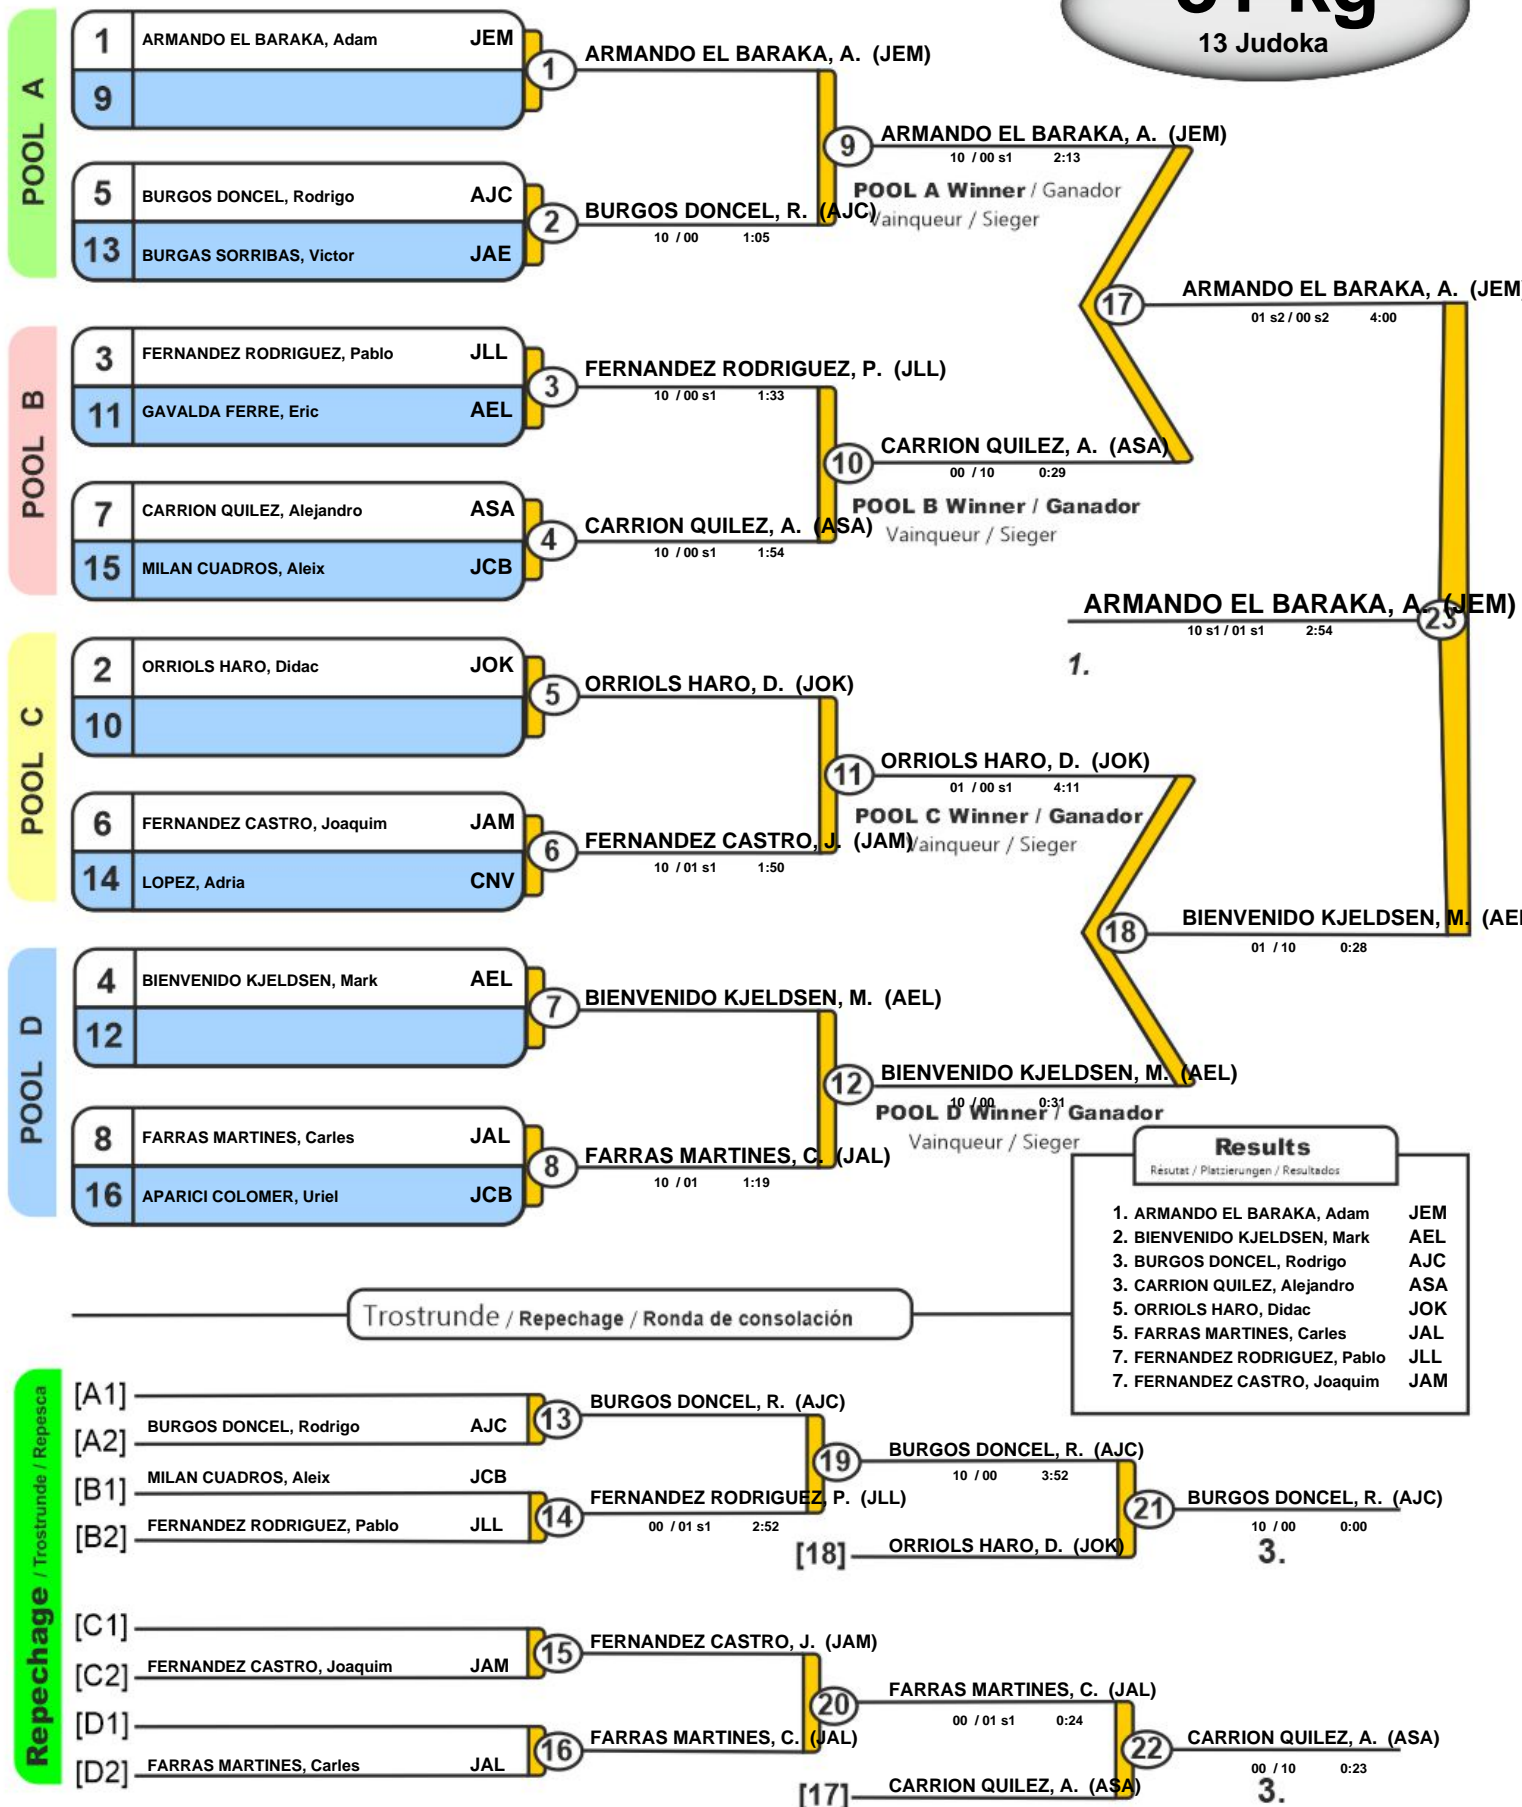 13 Judoka
POOL A
1 ARMANDO EL BARAKA, Adam JEM
9
5 BURGOS DONCEL, Rodrigo AJC
13 BURGAS SORRIBAS, Victor JAE
1 ARMANDO EL BARAKA, A. (JEM)
2 BURGOS DONCEL, R. (AJC)
10 / 00 1:05
9 ARMANDO EL BARAKA, A. (JEM)
10 / 00 s1 2:13
POOL A Winner / Ganador
Vainqueur / Sieger
POOL B
3 FERNANDEZ RODRIGUEZ, Pablo JLL
11 GAVALDA FERRE, Eric AEL
7 CARRION QUILEZ, Alejandro ASA
15 MILAN CUADROS, Aleix JCB
3 FERNANDEZ RODRIGUEZ, P. (JLL)
10 / 00 s1 1:33
4 CARRION QUILEZ, A. (ASA)
10 / 00 s1 1:54
10 CARRION QUILEZ, A. (ASA)
00 / 10 0:29
POOL B Winner / Ganador
Vainqueur / Sieger
17 ARMANDO EL BARAKA, A. (JEM)
01 s2 / 00 s2 4:00
ARMANDO EL BARAKA, A. (JEM)
23
10 s1 / 01 s1 2:54
1.
POOL C
2 ORRIOLS HARO, Didac JOK
10
6 FERNANDEZ CASTRO, Joaquim JAM
14 LOPEZ, Adria CNV
5 ORRIOLS HARO, D. (JOK)
6 FERNANDEZ CASTRO, J. (JAM)
10 / 01 s1 1:50
11 ORRIOLS HARO, D. (JOK)
01 / 00 s1 4:11
POOL C Winner / Ganador
Vainqueur / Sieger
POOL D
4 BIENVENIDO KJELDSEN, Mark AEL
12
8 FARRAS MARTINES, Carles JAL
16 APARICI COLOMER, Uriel JCB
7 BIENVENIDO KJELDSEN, M. (AEL)
8 FARRAS MARTINES, C. (JAL)
10 / 01 1:19
12 BIENVENIDO KJELDSEN, M. (AEL)
10 / 00 0:31
POOL D Winner / Ganador
Vainqueur / Sieger
18 BIENVENIDO KJELDSEN, M. (AEL
01 / 10 0:28
Results
Résutat / Platzierungen / Resultados
1. ARMANDO EL BARAKA, Adam JEM
2. BIENVENIDO KJELDSEN, Mark AEL
3. BURGOS DONCEL, Rodrigo AJC
3. CARRION QUILEZ, Alejandro ASA
5. ORRIOLS HARO, Didac JOK
5. FARRAS MARTINES, Carles JAL
7. FERNANDEZ RODRIGUEZ, Pablo JLL
7. FERNANDEZ CASTRO, Joaquim JAM
Trostrunde / Repechage / Ronda de consolación
Repechage / Trostrunde / Repesca
[A1]
[A2] BURGOS DONCEL, Rodrigo AJC
[B1] MILAN CUADROS, Aleix JCB
[B2] FERNANDEZ RODRIGUEZ, Pablo JLL
13 BURGOS DONCEL, R. (AJC)
14 FERNANDEZ RODRIGUEZ, P. (JLL)
00 / 01 s1 2:52
19 BURGOS DONCEL, R. (AJC)
10 / 00 3:52
[18] ORRIOLS HARO, D. (JOK)
21 BURGOS DONCEL, R. (AJC)
10 / 00 0:00
3.
[C1]
[C2] FERNANDEZ CASTRO, Joaquim JAM
[D1]
[D2] FARRAS MARTINES, Carles JAL
15 FERNANDEZ CASTRO, J. (JAM)
16 FARRAS MARTINES, C. (JAL)
20 FARRAS MARTINES, C. (JAL)
00 / 01 s1 0:24
[17] CARRION QUILEZ, A. (ASA)
22 CARRION QUILEZ, A. (ASA)
00 / 10 0:23
3.